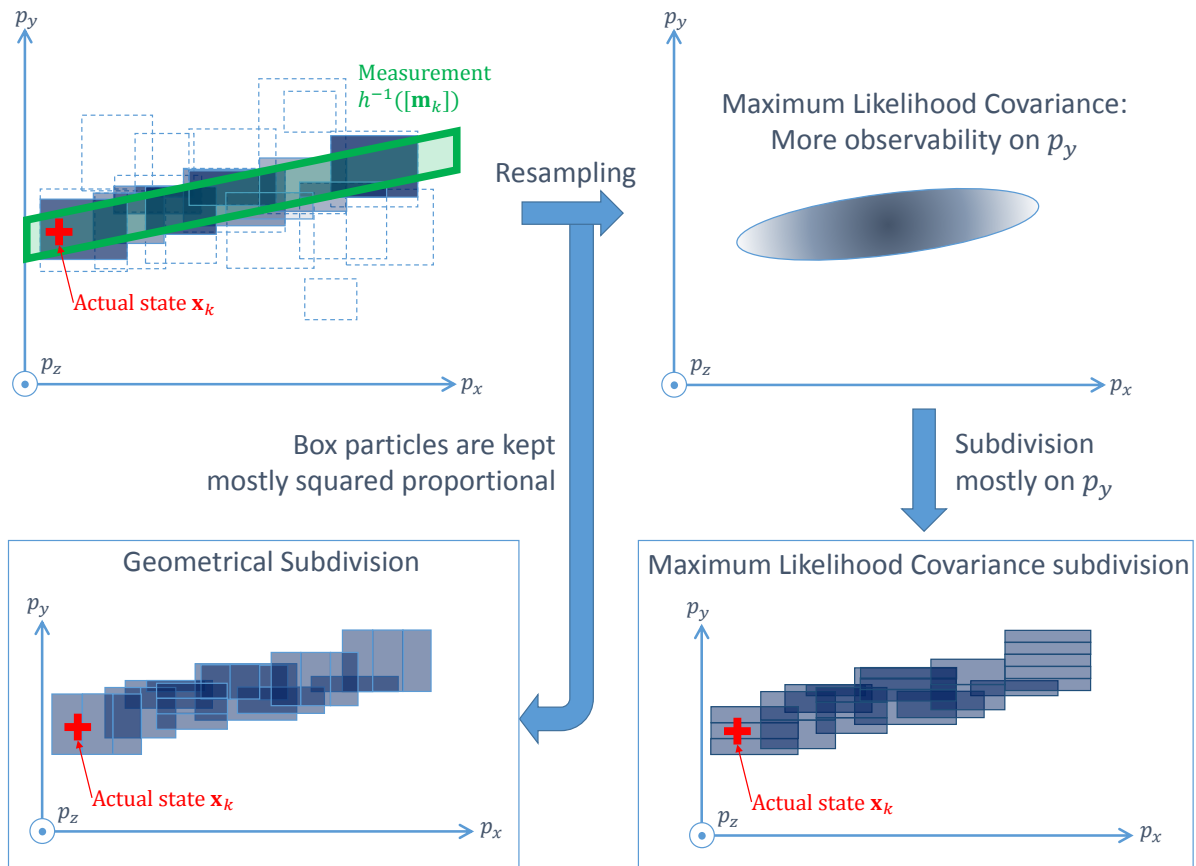 p_y
Measurement
h⁻¹([𝐦_k])
Actual state 𝐱_k
p_z
p_x
Resampling
p_y
Maximum Likelihood Covariance:
More observability on p_y
p_z
p_x
Box particles are kept
mostly squared proportional
Subdivision
mostly on p_y
Geometrical Subdivision
p_y
Actual state 𝐱_k
p_z
p_x
Maximum Likelihood Covariance subdivision
p_y
Actual state 𝐱_k
p_z
p_x